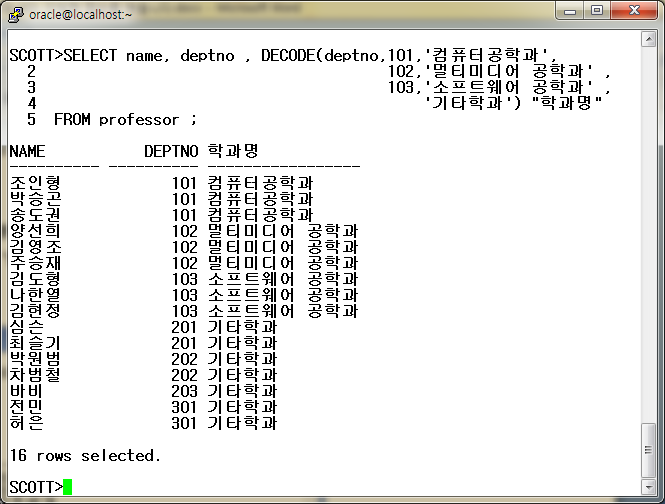 oracle@localhost:~
SCOTT>SELECT name, deptno , DECODE(deptno,101,'컴퓨터공학과',
2 102,'멀티미디어 공학과' ,
3 103,'소프트웨어 공학과' ,
4 '기타학과') "학과명"
5 FROM professor ;
NAME DEPTNO 학과명
---------- ---------- -----------------
조인형 101 컴퓨터공학과
박승곤 101 컴퓨터공학과
송도권 101 컴퓨터공학과
양선희 102 멀티미디어 공학과
김영조 102 멀티미디어 공학과
주승재 102 멀티미디어 공학과
김도형 103 소프트웨어 공학과
나한열 103 소프트웨어 공학과
김현정 103 소프트웨어 공학과
심슨 201 기타학과
최슬기 201 기타학과
박원범 202 기타학과
차범철 202 기타학과
바비 203 기타학과
전민 301 기타학과
허은 301 기타학과
16 rows selected.
SCOTT>